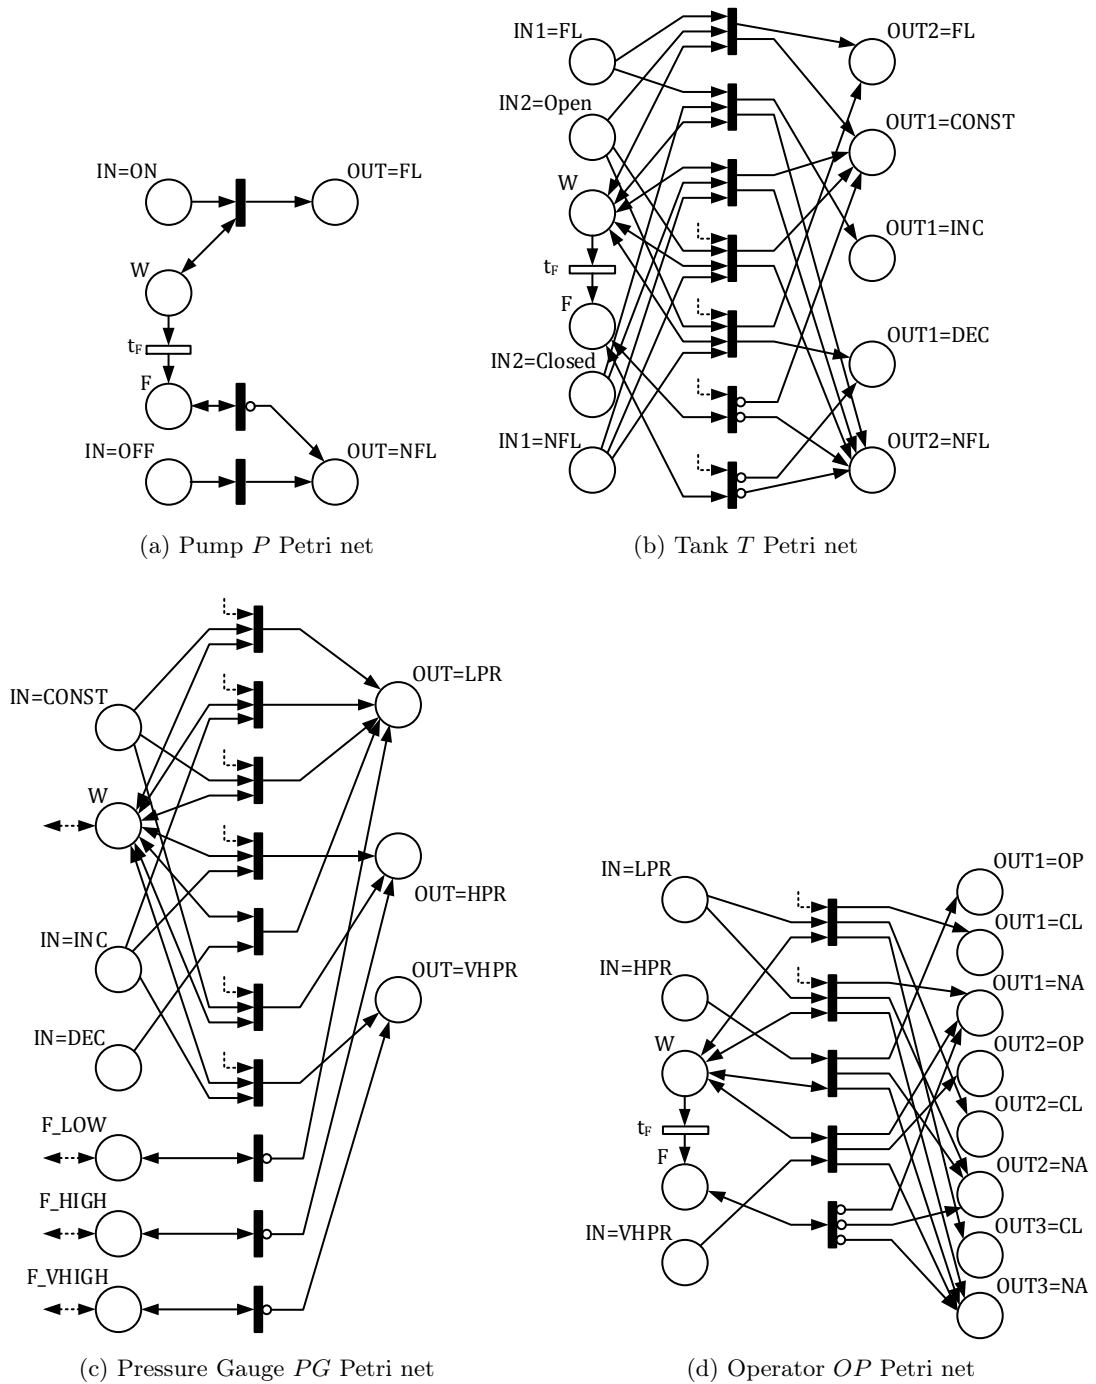 IN=ON
OUT=FL
W
tF
F
IN=OFF
OUT=NFL
(a) Pump P Petri net
IN1=FL
OUT2=FL
IN2=Open
OUT1=CONST
W
OUT1=INC
tF
F
OUT1=DEC
IN2=Closed
IN1=NFL
OUT2=NFL
(b) Tank T Petri net
OUT=LPR
IN=CONST
W
OUT=HPR
IN=INC
OUT=VHPR
IN=DEC
F_LOW
F_HIGH
F_VHIGH
(c) Pressure Gauge PG Petri net
OUT1=OP
IN=LPR
OUT1=CL
IN=HPR
OUT1=NA
W
OUT2=OP
OUT2=CL
tF
F
OUT2=NA
OUT3=CL
IN=VHPR
OUT3=NA
(d) Operator OP Petri net